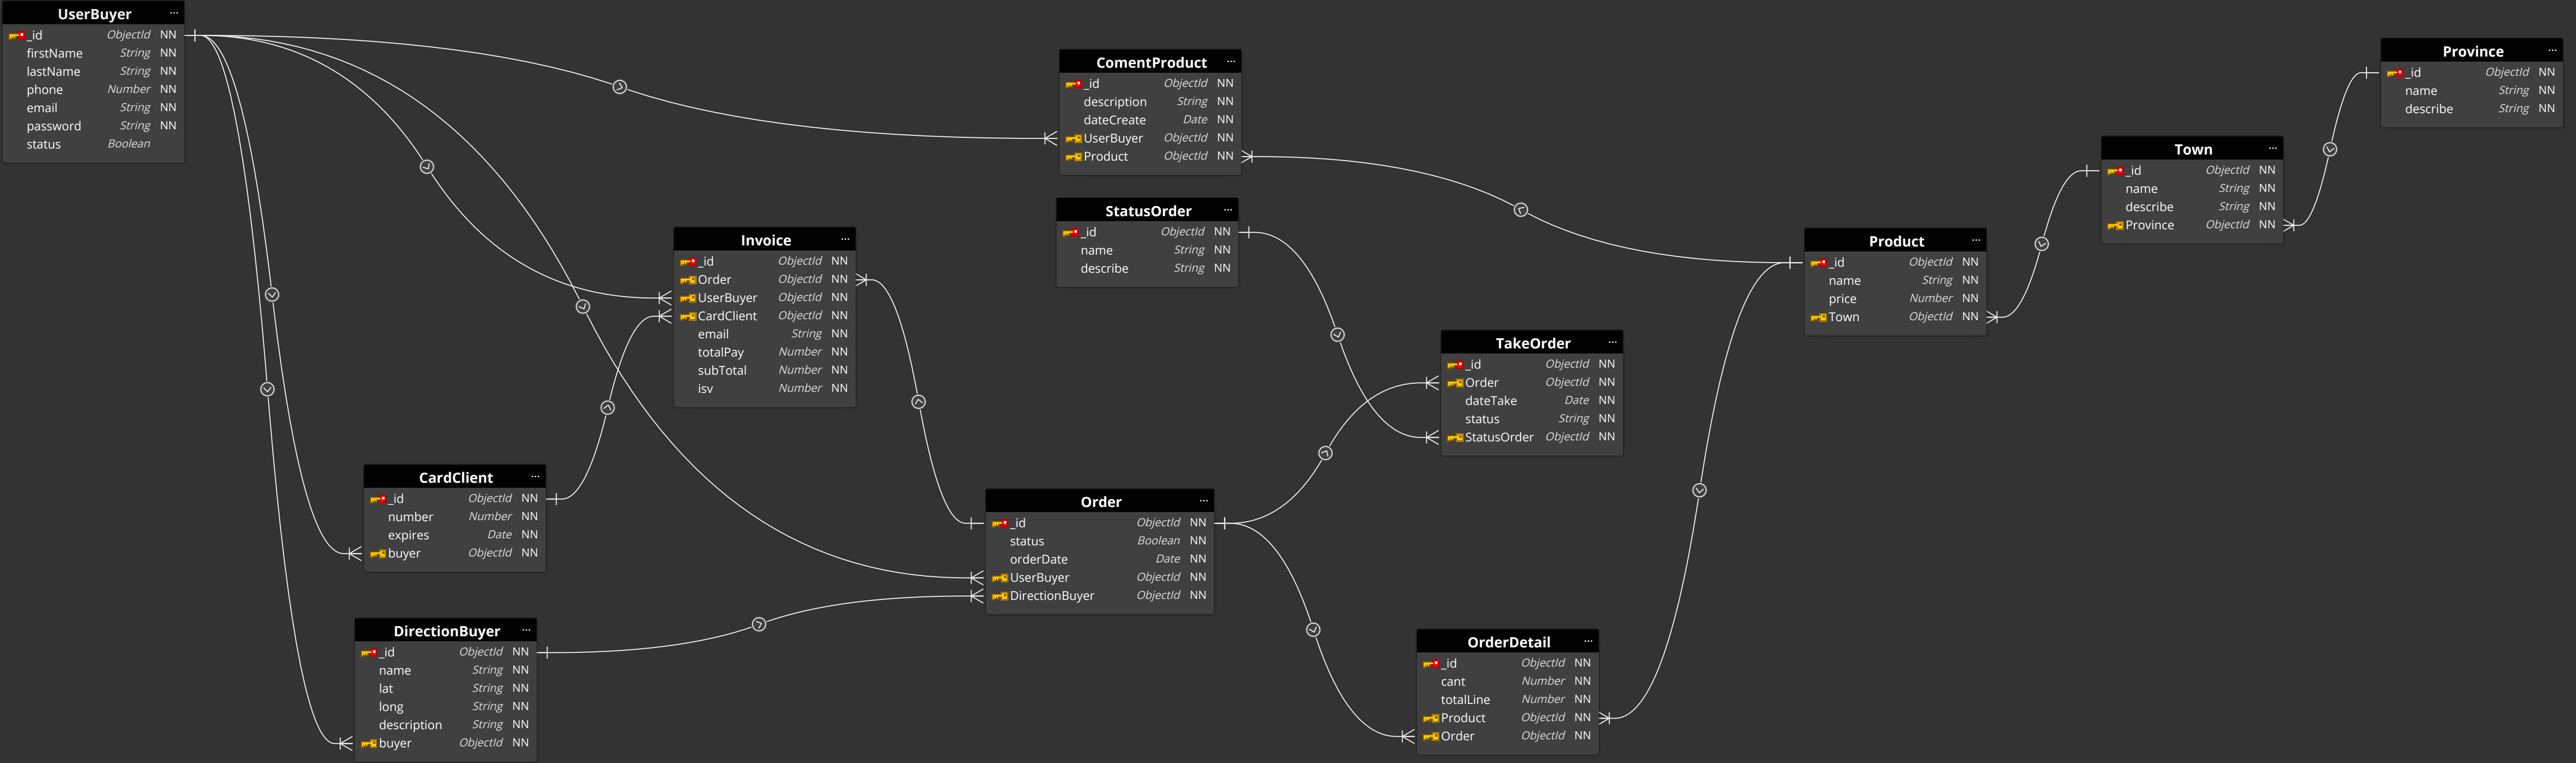 UserBuyer ...
_id ObjectId NN
firstName String NN
lastName String NN
phone Number NN
email String NN
password String NN
status Boolean
ComentProduct ...
_id ObjectId NN
description String NN
dateCreate Date NN
UserBuyer ObjectId NN
Product ObjectId NN
Province ...
_id ObjectId NN
name String NN
describe String NN
Town ...
_id ObjectId NN
name String NN
describe String NN
Province ObjectId NN
StatusOrder ...
_id ObjectId NN
name String NN
describe String NN
Invoice ...
_id ObjectId NN
Order ObjectId NN
UserBuyer ObjectId NN
CardClient ObjectId NN
email String NN
totalPay Number NN
subTotal Number NN
isv Number NN
Product ...
_id ObjectId NN
name String NN
price Number NN
Town ObjectId NN
TakeOrder ...
_id ObjectId NN
Order ObjectId NN
dateTake Date NN
status String NN
StatusOrder ObjectId NN
CardClient ...
_id ObjectId NN
number Number NN
expires Date NN
buyer ObjectId NN
Order ...
_id ObjectId NN
status Boolean NN
orderDate Date NN
UserBuyer ObjectId NN
DirectionBuyer ObjectId NN
DirectionBuyer ...
_id ObjectId NN
name String NN
lat String NN
long String NN
description String NN
buyer ObjectId NN
OrderDetail ...
_id ObjectId NN
cant Number NN
totalLine Number NN
Product ObjectId NN
Order ObjectId NN